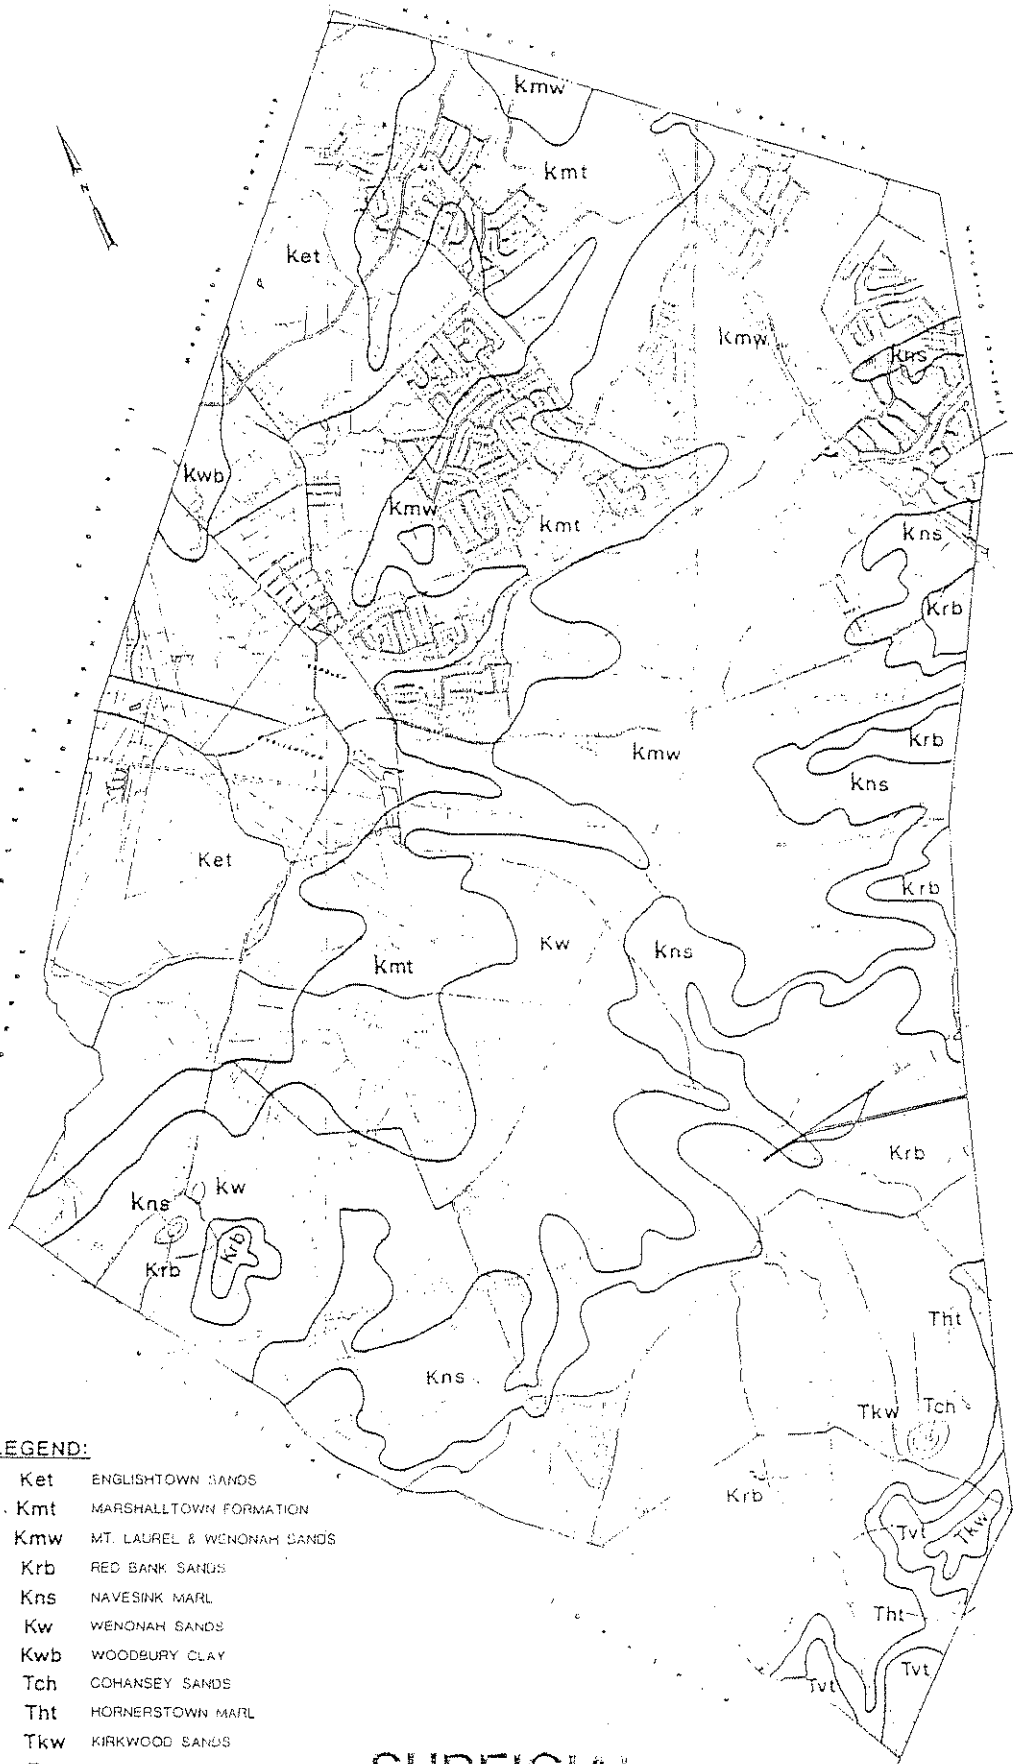 Kmw
Kmt
Ket
Kmw
Kns
Kwb
Kmw
Kmt
Kns
Krb
Krb
Kmw
Kns
Ket
Krb
Kw
Kns
Kmt
Krb
Kw
Kns
Krb
Krb
Tht
Kns
Tkw
Tch
Krb
Tvt
Tkw
Tht
Tvt
Tvt
LEGEND:
Ket ENGLISHTOWN SANDS
Kmt MARSHALLTOWN FORMATION
Kmw MT. LAUREL & WENONAH SANDS
Krb RED BANK SANDS
Kns NAVESINK MARL
Kw WENONAH SANDS
Kwb WOODBURY CLAY
Tch COHANSEY SANDS
Tht HORNERSTOWN MARL
Tkw KIRKWOOD SANDS